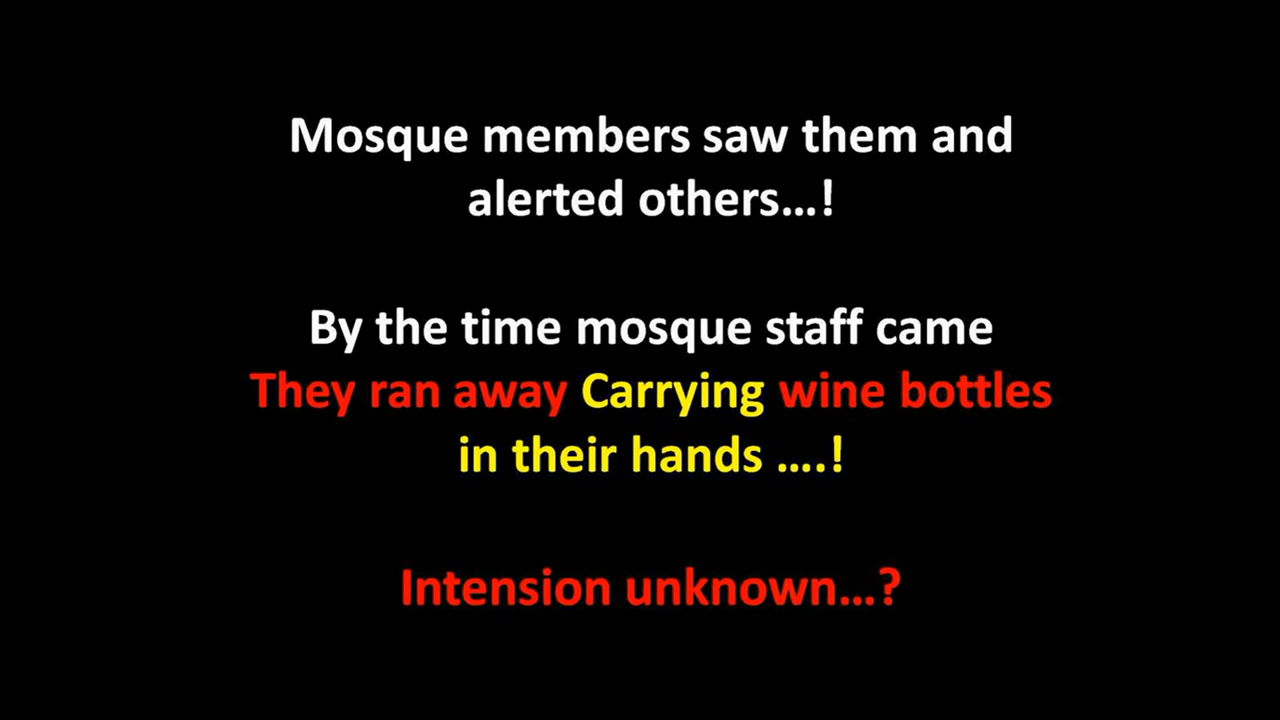 Mosque members saw them and
alerted others...!
By the time mosque staff came
They ran away Carrying wine bottles
in their hands ....!
Intension unknown...?